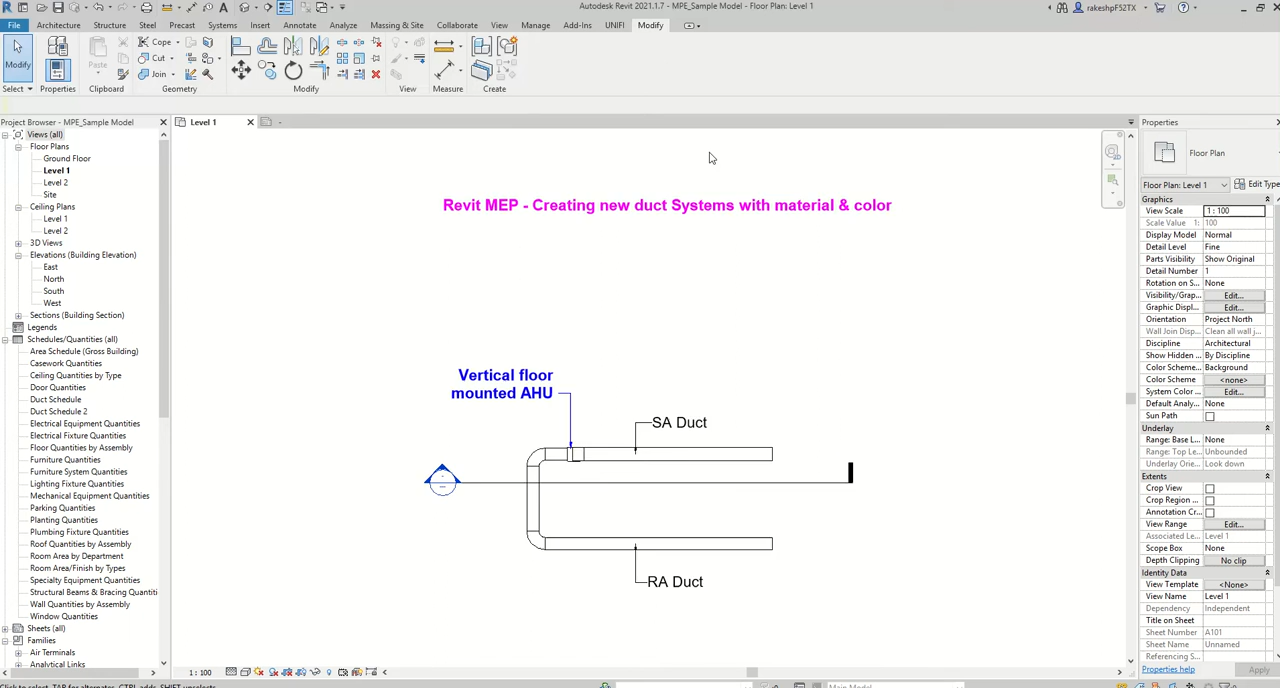 Autodesk Revit 2021.1.7 - MPE_Sample Model - Floor Plan: Level 1
rakeshpF52TX
File Architecture Structure Steel Precast Systems Insert Annotate Analyze Massing & Site Collaborate View Manage Add-Ins UNIFI Modify
Modify
Paste
Cope
Cut
Join
Select Properties Clipboard Geometry Modify View Measure Create
Project Browser - MPE_Sample Model
Views (all)
Floor Plans
Ground Floor
Level 1
Level 2
Site
Ceiling Plans
Level 1
Level 2
3D Views
Elevations (Building Elevation)
East
North
South
West
Sections (Building Section)
Legends
Schedules/Quantities (all)
Area Schedule (Gross Building)
Casework Quantities
Ceiling Quantities by Type
Door Quantities
Duct Schedule
Duct Schedule 2
Electrical Equipment Quantities
Electrical Fixture Quantities
Floor Quantities by Assembly
Furniture Quantities
Furniture System Quantities
Lighting Fixture Quantities
Mechanical Equipment Quantities
Parking Quantities
Planting Quantities
Plumbing Fixture Quantities
Roof Quantities by Assembly
Room Area by Department
Room Area/Finish by Types
Specialty Equipment Quantities
Structural Beams & Bracing Quantiti
Wall Quantities by Assembly
Window Quantities
Sheets (all)
Families
Air Terminals
Analytical Links
Level 1
Revit MEP - Creating new duct Systems with material & color
Vertical floor
mounted AHU
SA Duct
RA Duct
1 : 100
Properties
Floor Plan
Floor Plan: Level 1 Edit Type
Graphics
View Scale 1 : 100
Scale Value 1: 100
Display Model Normal
Detail Level Fine
Parts Visibility Show Original
Detail Number 1
Rotation on S... None
Visibility/Grap... Edit...
Graphic Displ... Edit...
Orientation Project North
Wall Join Disp... Clean all wall j...
Discipline Architectural
Show Hidden ... By Discipline
Color Scheme... Background
Color Scheme <none>
System Color ... Edit...
Default Analy... None
Sun Path
Underlay
Range: Base L... None
Range: Top Le... Unbounded
Underlay Orie... Look down
Extents
Crop View
Crop Region ...
Annotation Cr...
View Range Edit...
Associated Le... Level 1
Scope Box None
Depth Clipping No clip
Identity Data
View Template <None>
View Name Level 1
Dependency Independent
Title on Sheet
Sheet Number A101
Sheet Name Unnamed
Referencing S...
Properties help Apply
Click to select, TAB for alternates, CTRL adds, SHIFT unselects.
Main Model